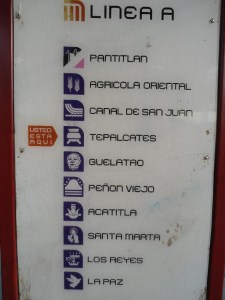 LINEA A
PANTITLAN
AGRICOLA ORIENTAL
CANAL DE SAN JUAN
USTED
ESTA
AQUI
TEPALCATES
GUELATAO
PEÑON VIEJO
ACATITLA
SANTA MARTA
LOS REYES
LA PAZ